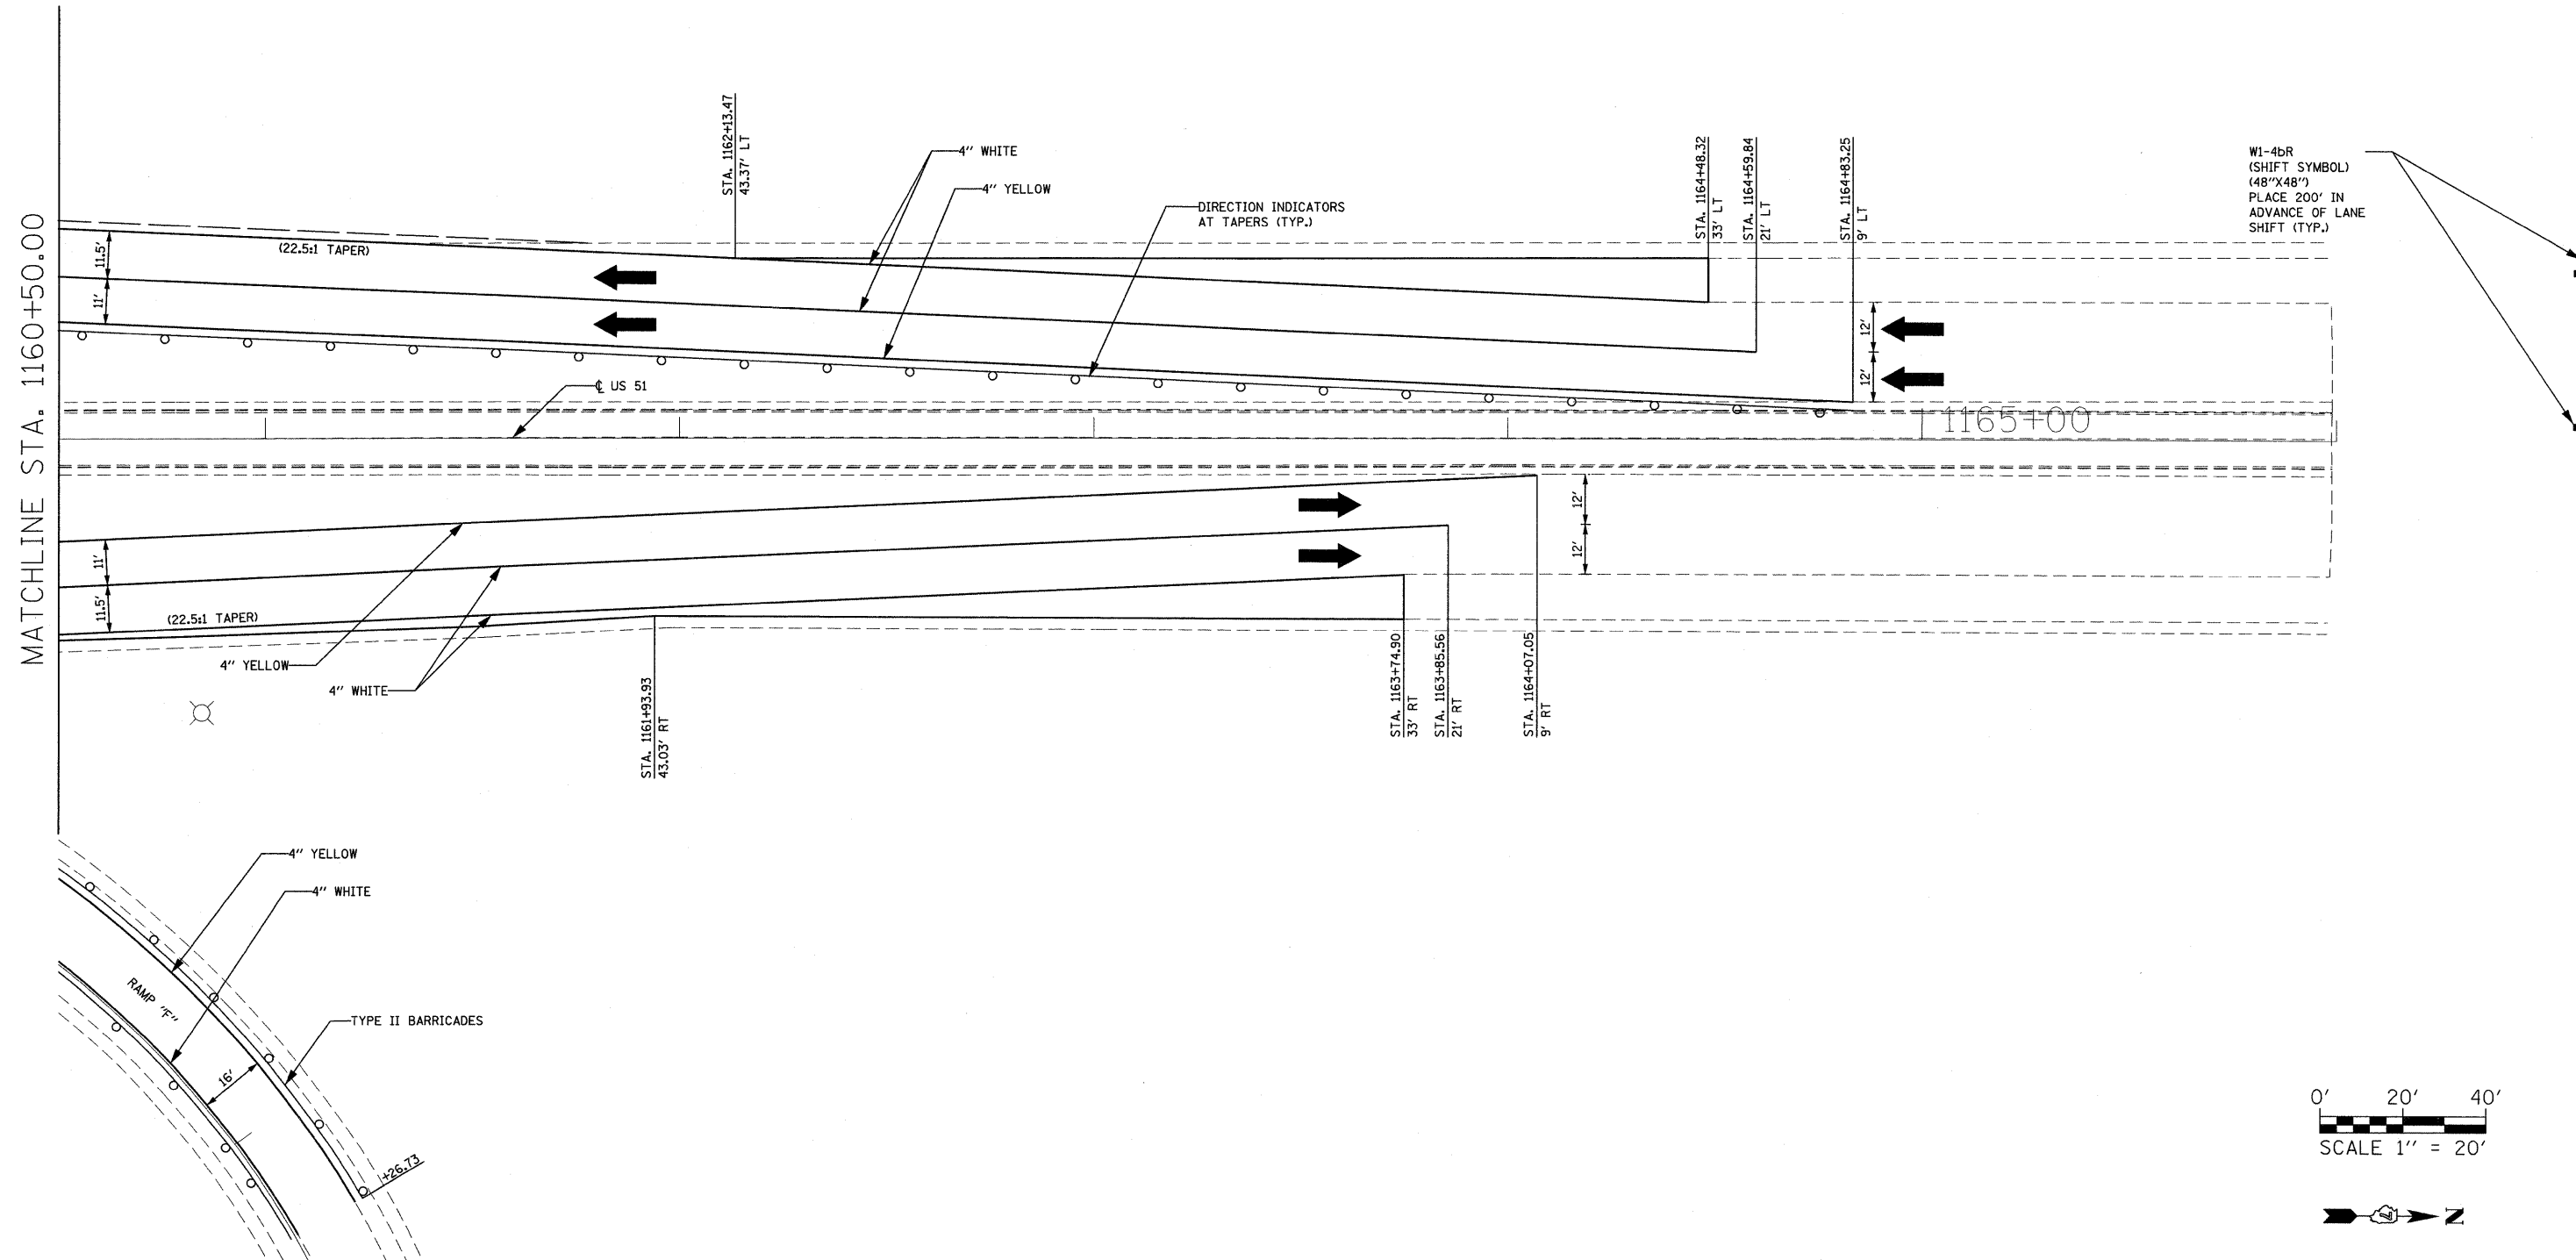 MATCHLINE STA. 1160+50.00
STA. 1162+13.47
43.37' LT
4" WHITE
4" YELLOW
DIRECTION INDICATORS
AT TAPERS (TYP.)
STA. 1164+48.32
33' LT
STA. 1164+59.84
21' LT
STA. 1164+83.25
9' LT
W1-4bR
(SHIFT SYMBOL)
(48"X48")
PLACE 200' IN
ADVANCE OF LANE
SHIFT (TYP.)
(22.5:1 TAPER)
11.5'
11'
12'
12'
℄ US 51
1165+00
12'
12'
11'
11.5'
(22.5:1 TAPER)
4" YELLOW
4" WHITE
STA. 1161+93.93
43.03' RT
STA. 1163+74.90
33' RT
STA. 1163+85.56
21' RT
STA. 1164+07.05
9' RT
4" YELLOW
4" WHITE
RAMP "F"
TYPE II BARRICADES
16'
+26.73
0' 20' 40'
SCALE 1" = 20'
N